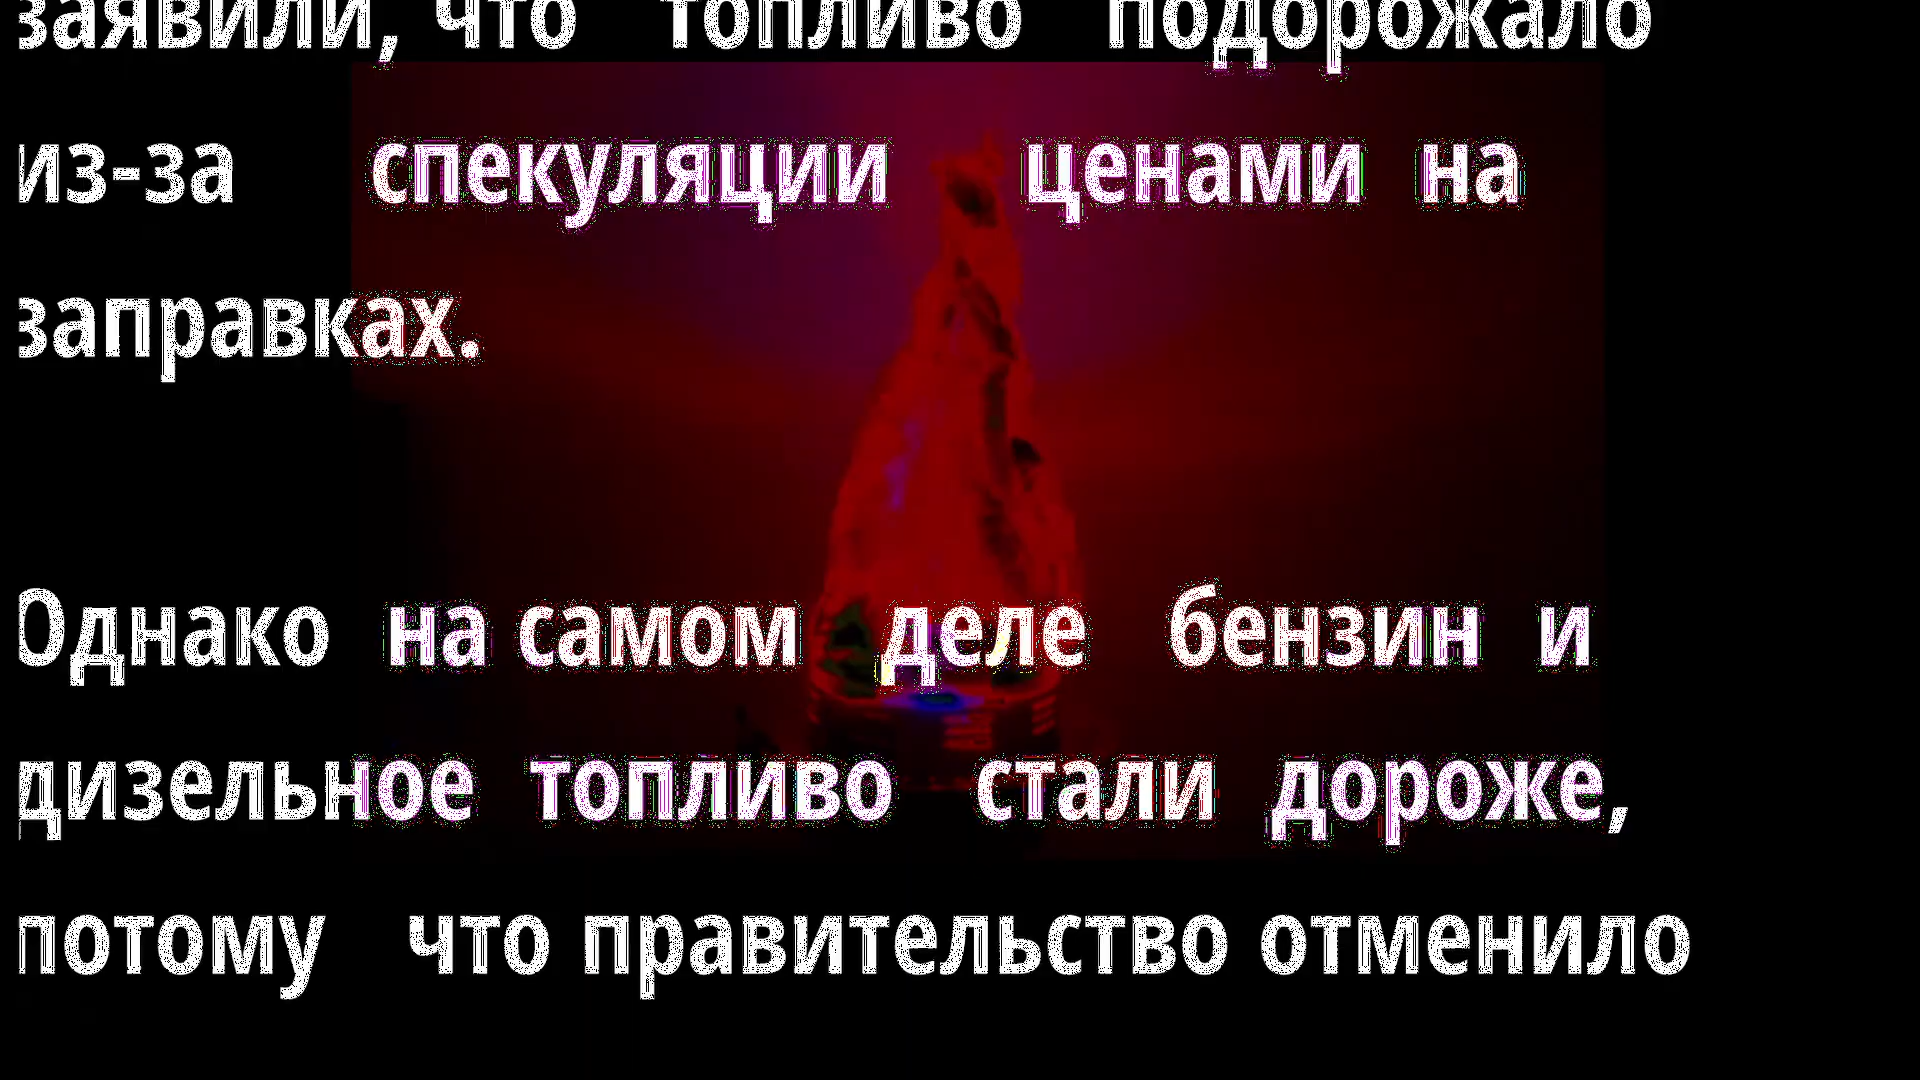 заявили, что топливо подорожало
из-за спекуляции ценами на
заправках.
Однако на самом деле бензин и
дизельное топливо стали дороже,
потому что правительство отменило